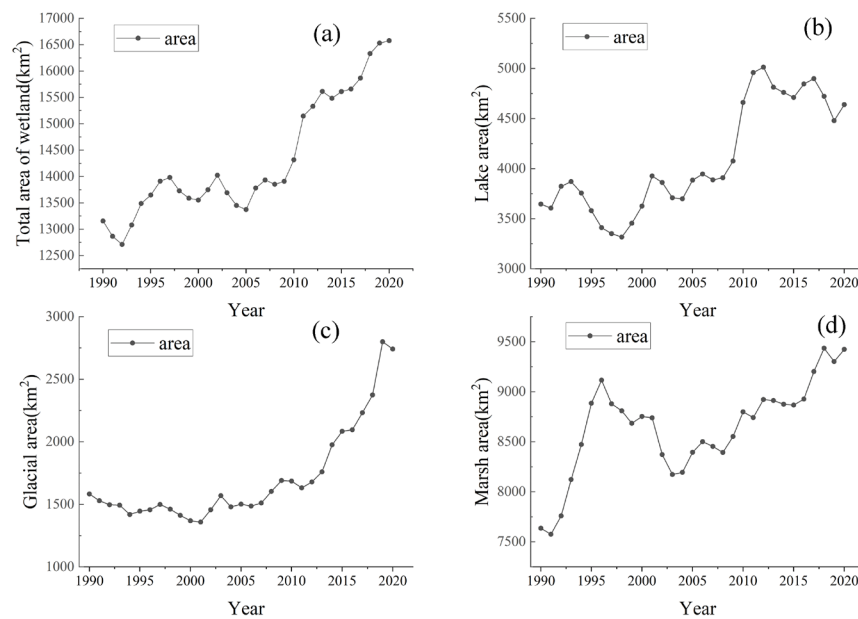 (a)
area
Total area of wetland(km²)
17000
16500
16000
15500
15000
14500
14000
13500
13000
12500
1990 1995 2000 2005 2010 2015 2020
Year
(b)
area
Lake area(km²)
5500
5000
4500
4000
3500
3000
1990 1995 2000 2005 2010 2015 2020
Year
(c)
area
Glacial area(km²)
3000
2500
2000
1500
1000
1990 1995 2000 2005 2010 2015 2020
Year
(d)
area
Marsh area(km²)
9500
9000
8500
8000
7500
1990 1995 2000 2005 2010 2015 2020
Year